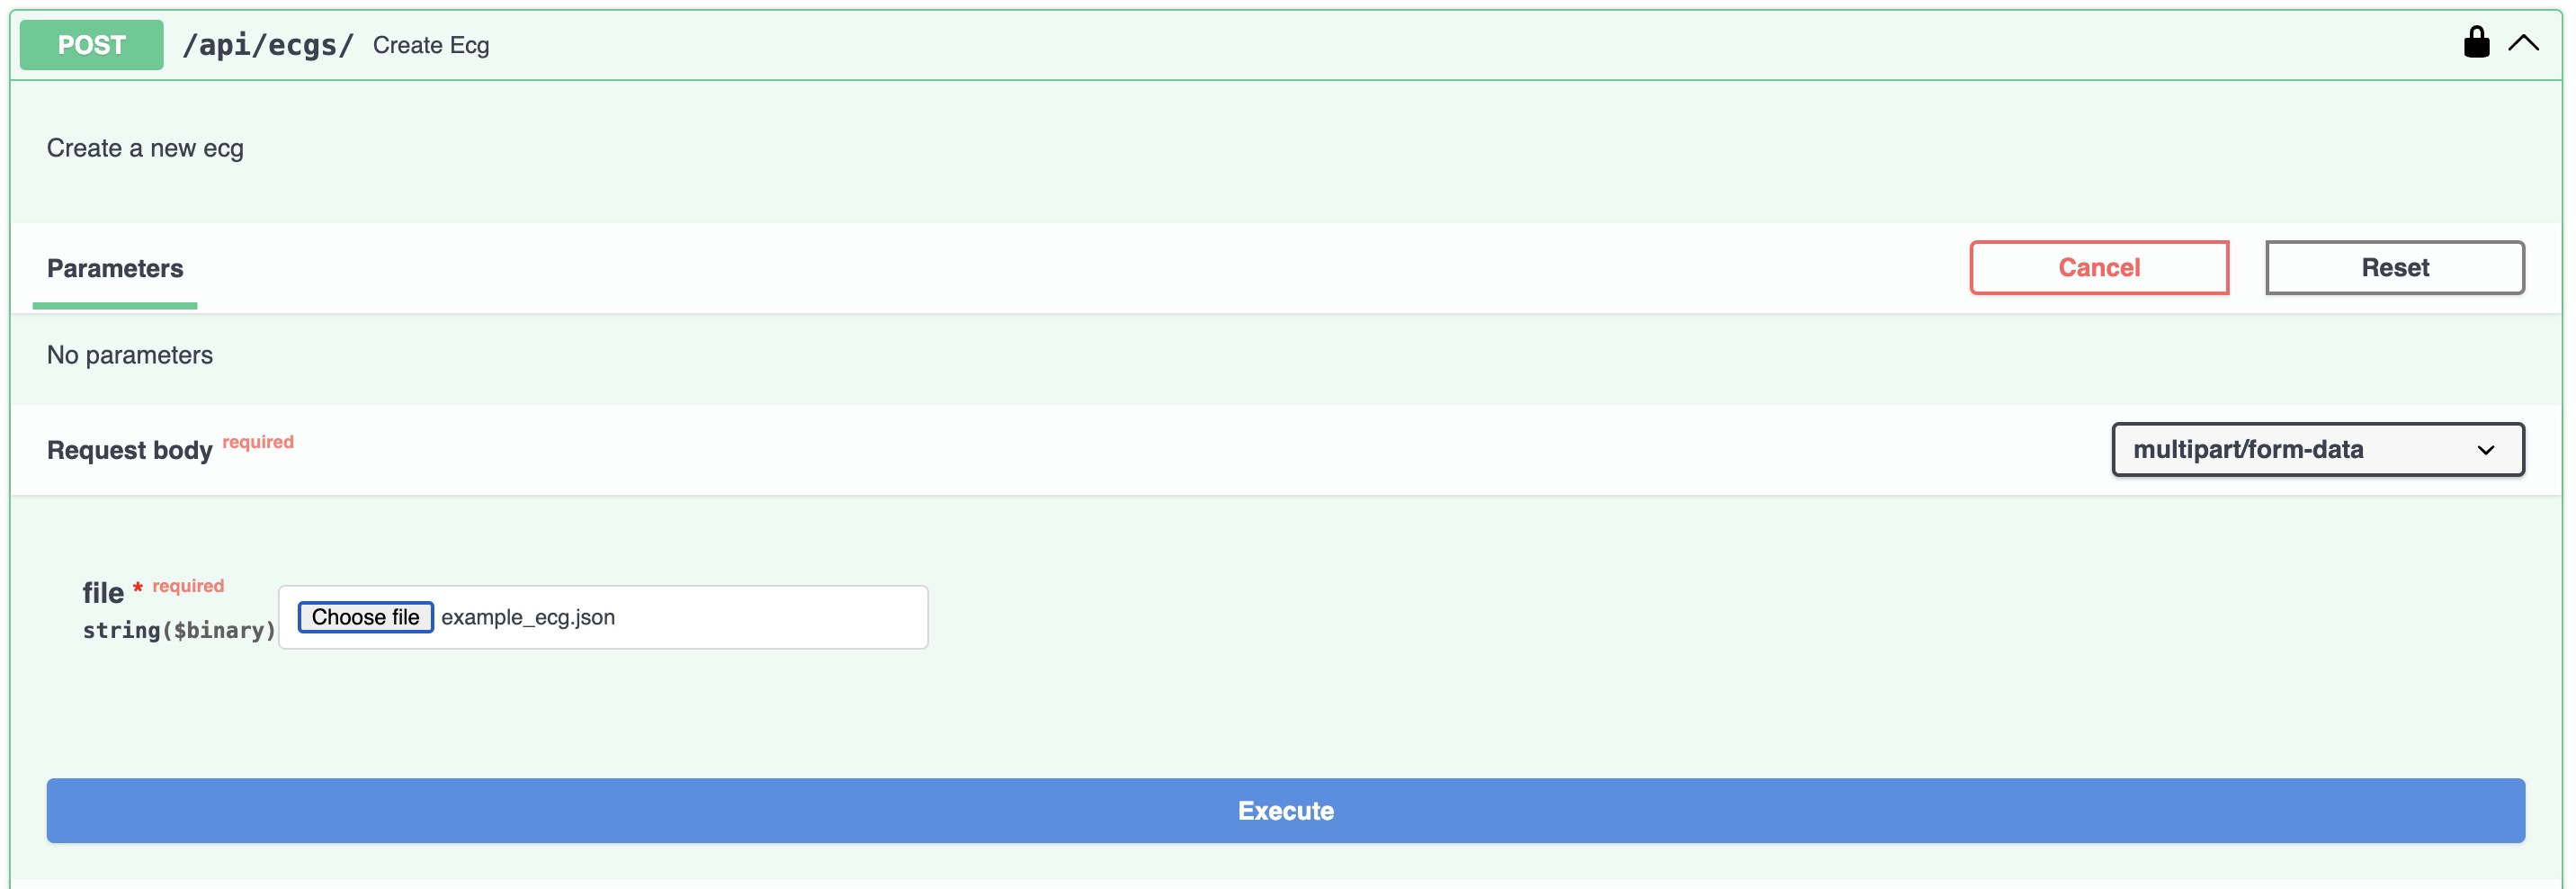 POST /api/ecgs/ Create Ecg
Create a new ecg
Parameters Cancel Reset
No parameters
Request body required multipart/form-data
file * required
string($binary) Choose file example_ecg.json
Execute